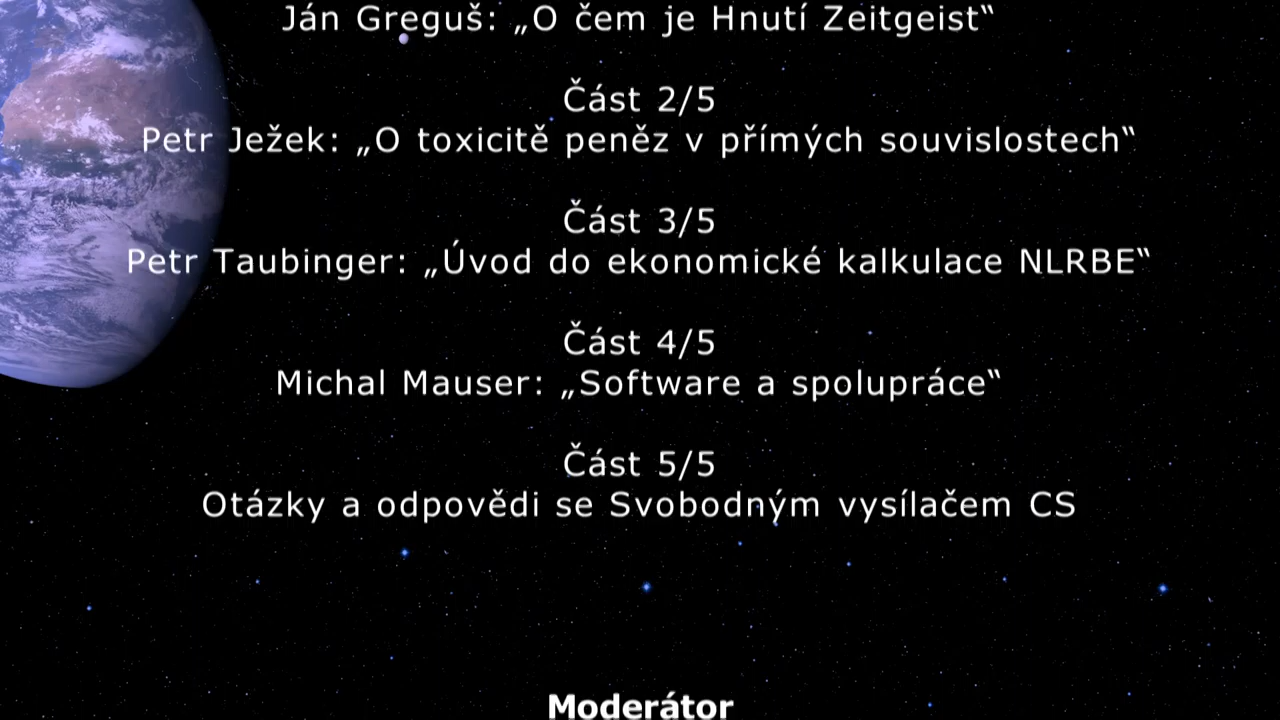 Ján Greguš: „O čem je Hnutí Zeitgeist“
Část 2/5
Petr Ježek: „O toxicitě peněz v přímých souvislostech“
Část 3/5
Petr Taubinger: „Úvod do ekonomické kalkulace NLRBE“
Část 4/5
Michal Mauser: „Software a spolupráce“
Část 5/5
Otázky a odpovědi se Svobodným vysílačem CS
Moderátor